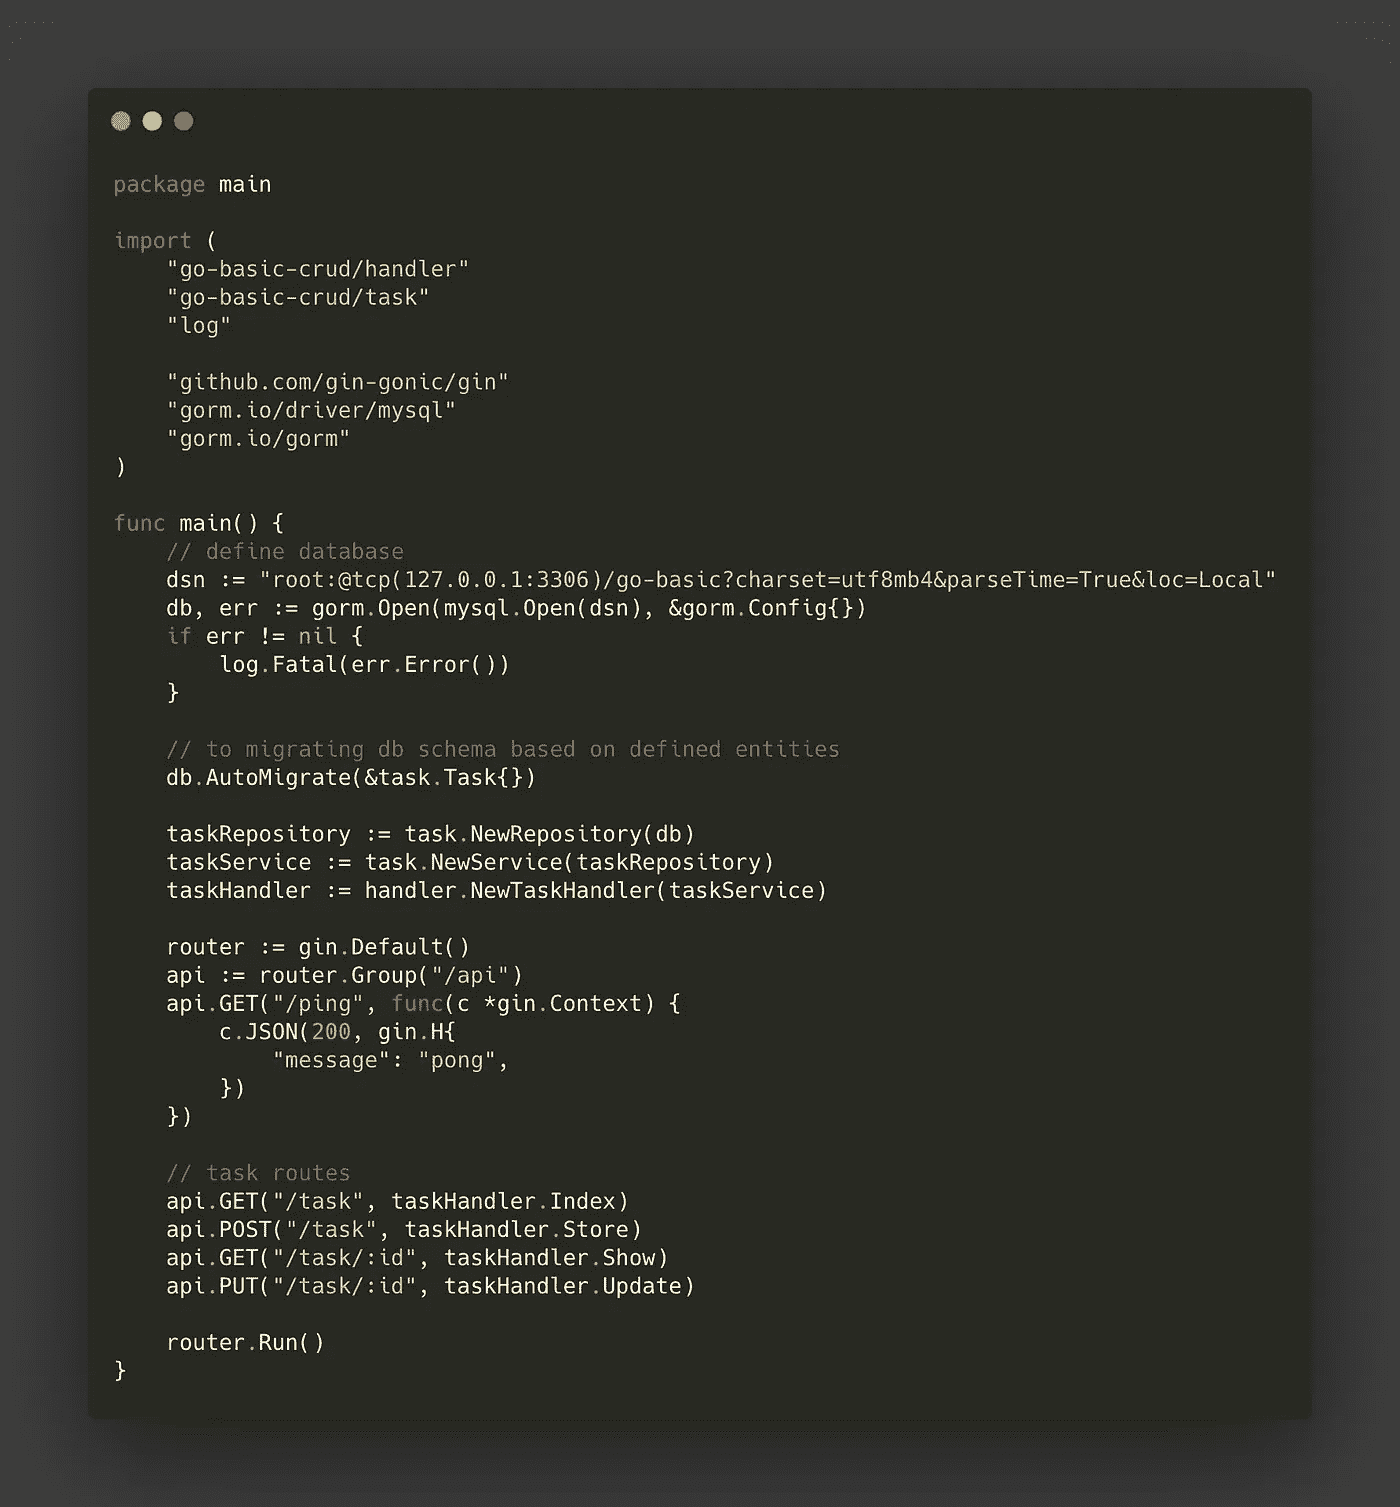 package main
import (
    "go-basic-crud/handler"
    "go-basic-crud/task"
    "log"
    "github.com/gin-gonic/gin"
    "gorm.io/driver/mysql"
    "gorm.io/gorm"
)
func main() {
    // define database
    dsn := "root:@tcp(127.0.0.1:3306)/go-basic?charset=utf8mb4&parseTime=True&loc=Local"
    db, err := gorm.Open(mysql.Open(dsn), &gorm.Config{})
    if err != nil {
        log.Fatal(err.Error())
    }
    // to migrating db schema based on defined entities
    db.AutoMigrate(&task.Task{})
    taskRepository := task.NewRepository(db)
    taskService := task.NewService(taskRepository)
    taskHandler := handler.NewTaskHandler(taskService)
    router := gin.Default()
    api := router.Group("/api")
    api.GET("/ping", func(c *gin.Context) {
        c.JSON(200, gin.H{
            "message": "pong",
        })
    })
    // task routes
    api.GET("/task", taskHandler.Index)
    api.POST("/task", taskHandler.Store)
    api.GET("/task/:id", taskHandler.Show)
    api.PUT("/task/:id", taskHandler.Update)
    router.Run()
}